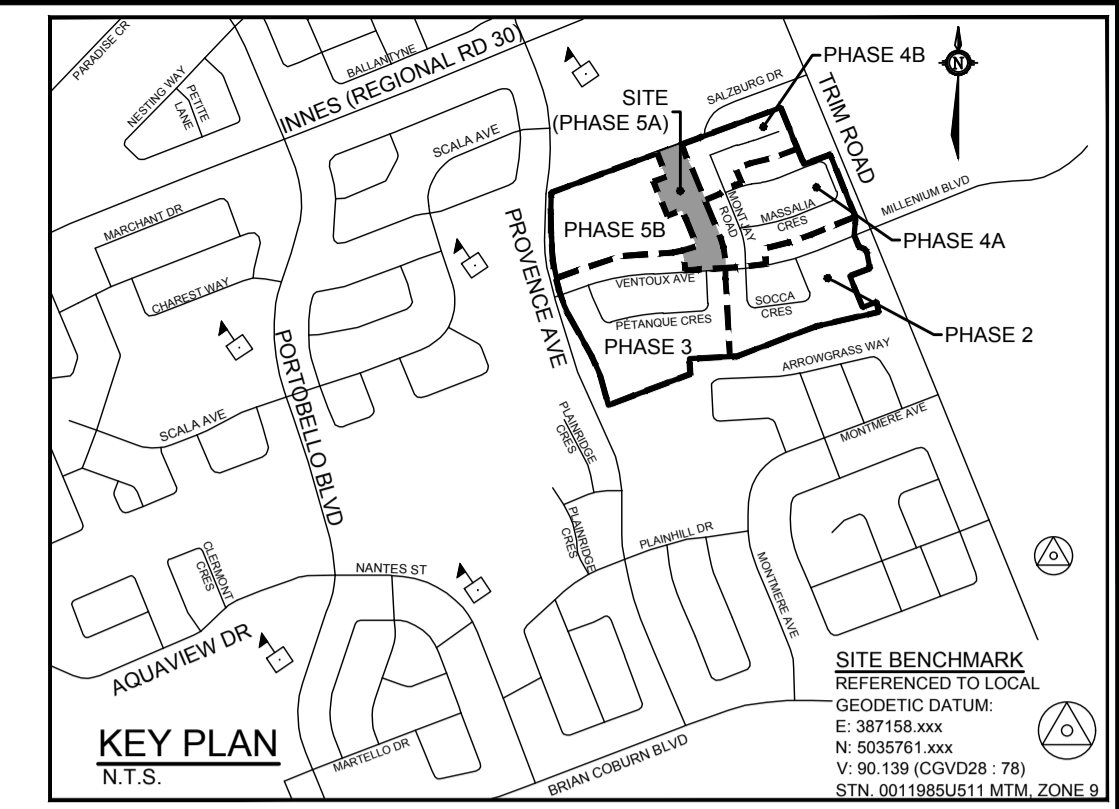 PARADISE CR
NESTING WAY
PETITE
LANE
BALLANTYNE
INNES (REGIONAL RD 30)
SCALA AVE
MARCHANT DR
CHAREST WAY
SCALA AVE
PORTOBELLO BLVD
PROVENCE AVE
SITE
(PHASE 5A)
SALZBURG DR
PHASE 4B
TRIM ROAD
N
MILLENIUM BLVD
PHASE 5B
MONTJAY
ROAD
MASSALIA
CRES
PHASE 4A
VENTOUX AVE
PÉTANQUE CRES
SOCCA
CRES
PHASE 3
PHASE 2
ARROWGRASS WAY
MONTMERE AVE
PLAINRIDGE
CRES
PLAINRIDGE
CRES
PLAINHILL DR
MONTMERE AVE
CLERMONT
CRES
NANTES ST
AQUAVIEW DR
MARTELLO DR
BRIAN COBURN BLVD
KEY PLAN
N.T.S.
SITE BENCHMARK
REFERENCED TO LOCAL
GEODETIC DATUM:
E: 387158.xxx
N: 5035761.xxx
V: 90.139 (CGVD28 : 78)
STN. 0011985U511 MTM, ZONE 9